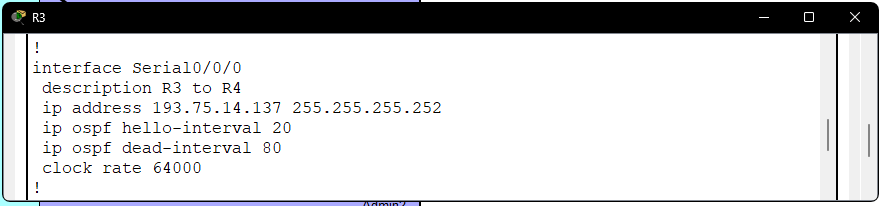 R3
!
interface Serial0/0/0
 description R3 to R4
 ip address 193.75.14.137 255.255.255.252
 ip ospf hello-interval 20
 ip ospf dead-interval 80
 clock rate 64000
!
Admin2